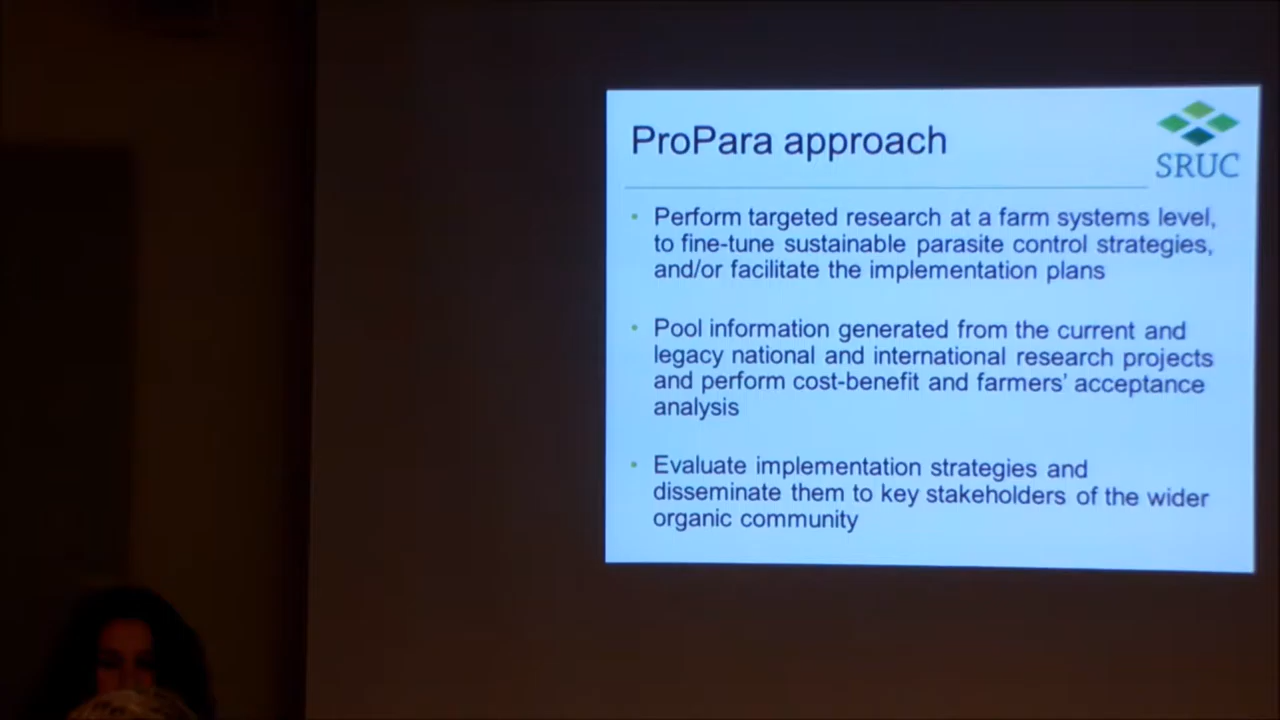 ProPara approach
SRUC
• Perform targeted research at a farm systems level,
to fine-tune sustainable parasite control strategies,
and/or facilitate the implementation plans
• Pool information generated from the current and
legacy national and international research projects
and perform cost-benefit and farmers’ acceptance
analysis
• Evaluate implementation strategies and
disseminate them to key stakeholders of the wider
organic community